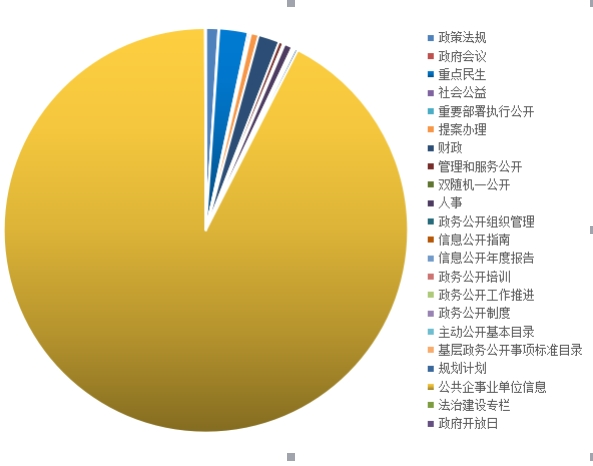 政策法规
政府会议
重点民生
社会公益
重要部署执行公开
提案办理
财政
管理和服务公开
双随机一公开
人事
政务公开组织管理
信息公开指南
信息公开年度报告
政务公开培训
政务公开工作推进
政务公开制度
主动公开基本目录
基层政务公开事项标准目录
规划计划
公共企事业单位信息
法治建设专栏
政府开放日